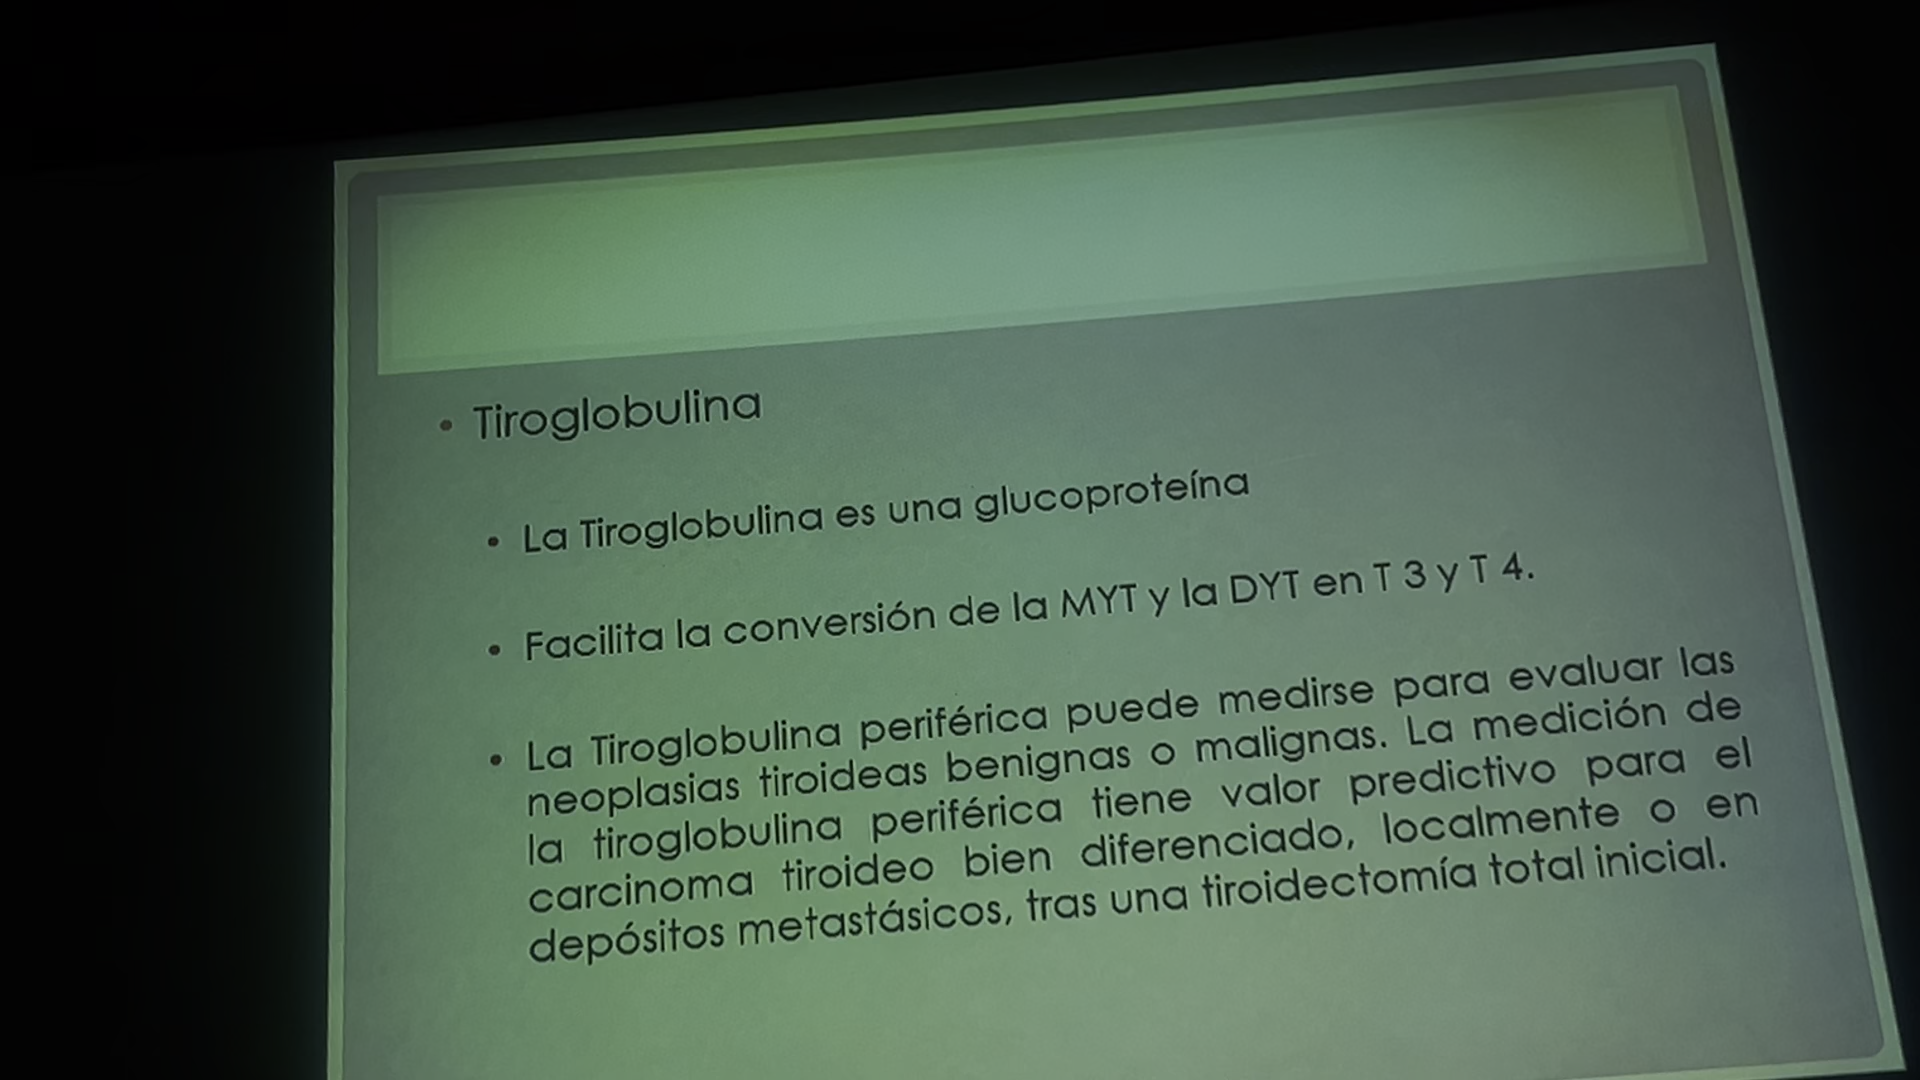 • Tiroglobulina
• La Tiroglobulina es una glucoproteína
• Facilita la conversión de la MYT y la DYT en T 3 y T 4.
• La Tiroglobulina periférica puede medirse para evaluar las
neoplasias tiroideas benignas o malignas. La medición de
la tiroglobulina periférica tiene valor predictivo para el
carcinoma tiroideo bien diferenciado, localmente o en
depósitos metastásicos, tras una tiroidectomía total inicial.